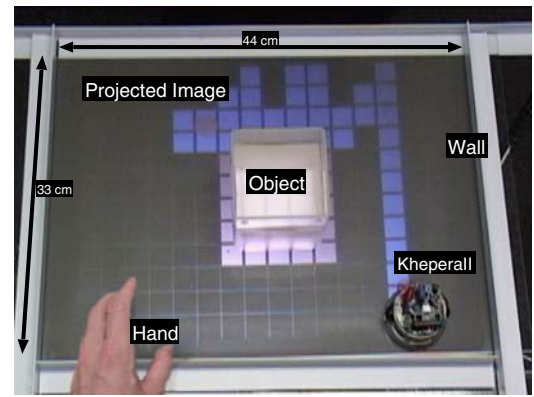 44 cm
Projected Image
Wall
Object
33 cm
KheperaII
Hand